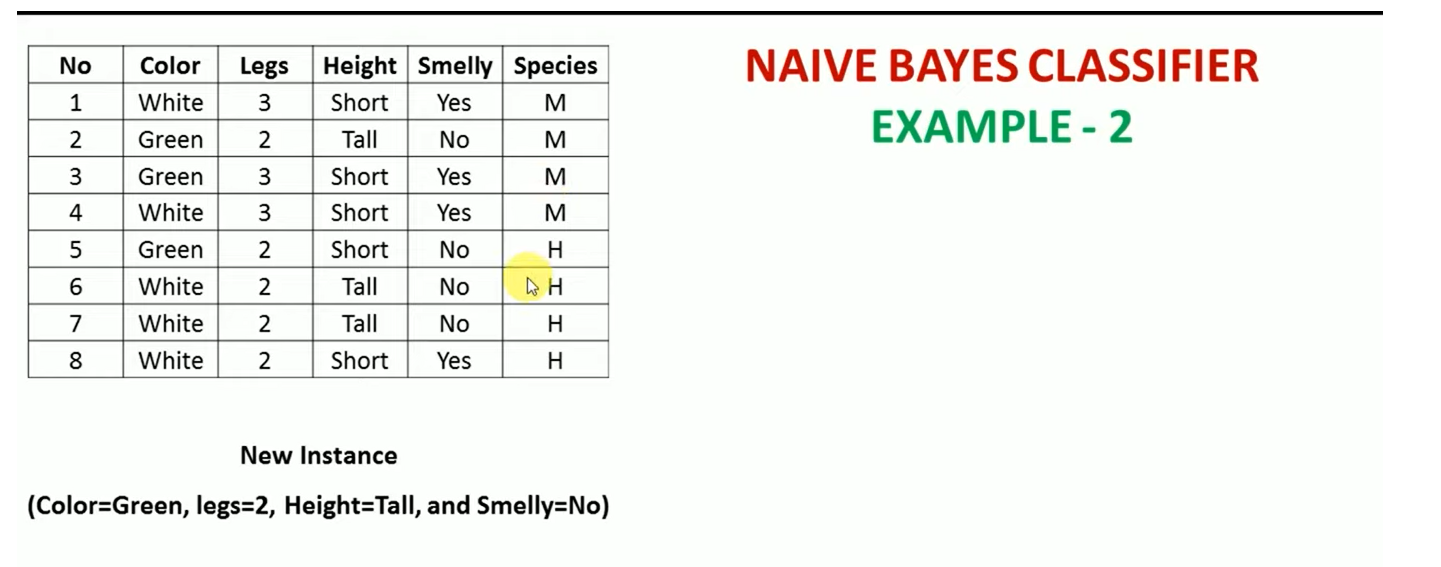 No Color Legs Height Smelly Species
1 White 3 Short Yes M
2 Green 2 Tall No M
3 Green 3 Short Yes M
4 White 3 Short Yes M
5 Green 2 Short No H
6 White 2 Tall No H
7 White 2 Tall No H
8 White 2 Short Yes H
New Instance
(Color=Green, legs=2, Height=Tall, and Smelly=No)
NAIVE BAYES CLASSIFIER
EXAMPLE - 2